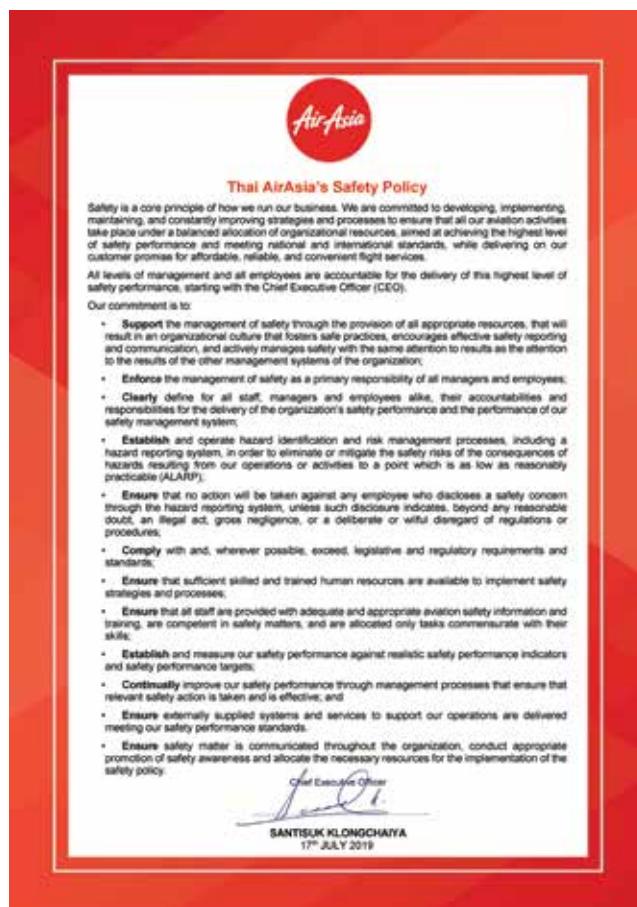 AirAsia
Thai AirAsia's Safety Policy
Safety is a core principle of how we run our business. We are committed to developing, implementing,
maintaining, and constantly improving strategies and processes to ensure that all our aviation activities
take place under a balanced allocation of organizational resources, aimed at achieving the highest level
of safety performance and meeting national and international standards, while delivering on our
customer promise for affordable, reliable, and convenient flight services.
All levels of management and all employees are accountable for the delivery of this highest level of
safety performance, starting with the Chief Executive Officer (CEO).
Our commitment is to:
• Support the management of safety through the provision of all appropriate resources, that will
result in an organizational culture that fosters safe practices, encourages effective safety reporting
and communication, and actively manages safety with the same attention to results as the attention
to the results of the other management systems of the organization;
• Enforce the management of safety as a primary responsibility of all managers and employees;
• Clearly define for all staff, managers and employees alike, their accountabilities and
responsibilities for the delivery of the organization's safety performance and the performance of our
safety management system;
• Establish and operate hazard identification and risk management processes, including a
hazard reporting system, in order to eliminate or mitigate the safety risks of the consequences of
hazards resulting from our operations or activities to a point which is as low as reasonably
practicable (ALARP);
• Ensure that no action will be taken against any employee who discloses a safety concern
through the hazard reporting system, unless such disclosure indicates, beyond any reasonable
doubt, an illegal act, gross negligence, or a deliberate or wilful disregard of regulations or
procedures;
• Comply with and, wherever possible, exceed, legislative and regulatory requirements and
standards;
• Ensure that sufficient skilled and trained human resources are available to implement safety
strategies and processes;
• Ensure that all staff are provided with adequate and appropriate aviation safety information and
training, are competent in safety matters, and are allocated only tasks commensurate with their
skills;
• Establish and measure our safety performance against realistic safety performance indicators
and safety performance targets;
• Continually improve our safety performance through management processes that ensure that
relevant safety action is taken and is effective; and
• Ensure externally supplied systems and services to support our operations are delivered
meeting our safety performance standards.
• Ensure safety matter is communicated throughout the organization, conduct appropriate
promotion of safety awareness and allocate the necessary resources for the implementation of the
safety policy.
Chief Executive Officer
SANTISUK KLONGCHAIYA
17th JULY 2019